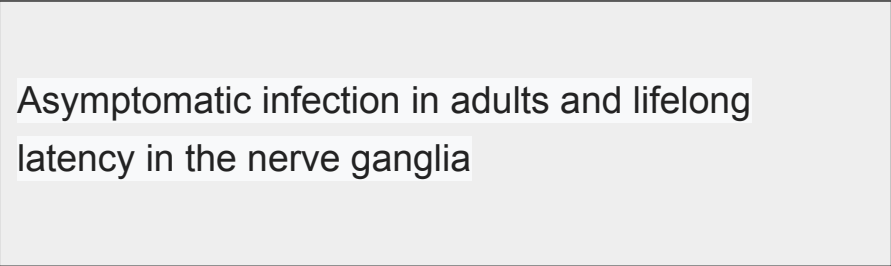 Asymptomatic infection in adults and lifelong
latency in the nerve ganglia